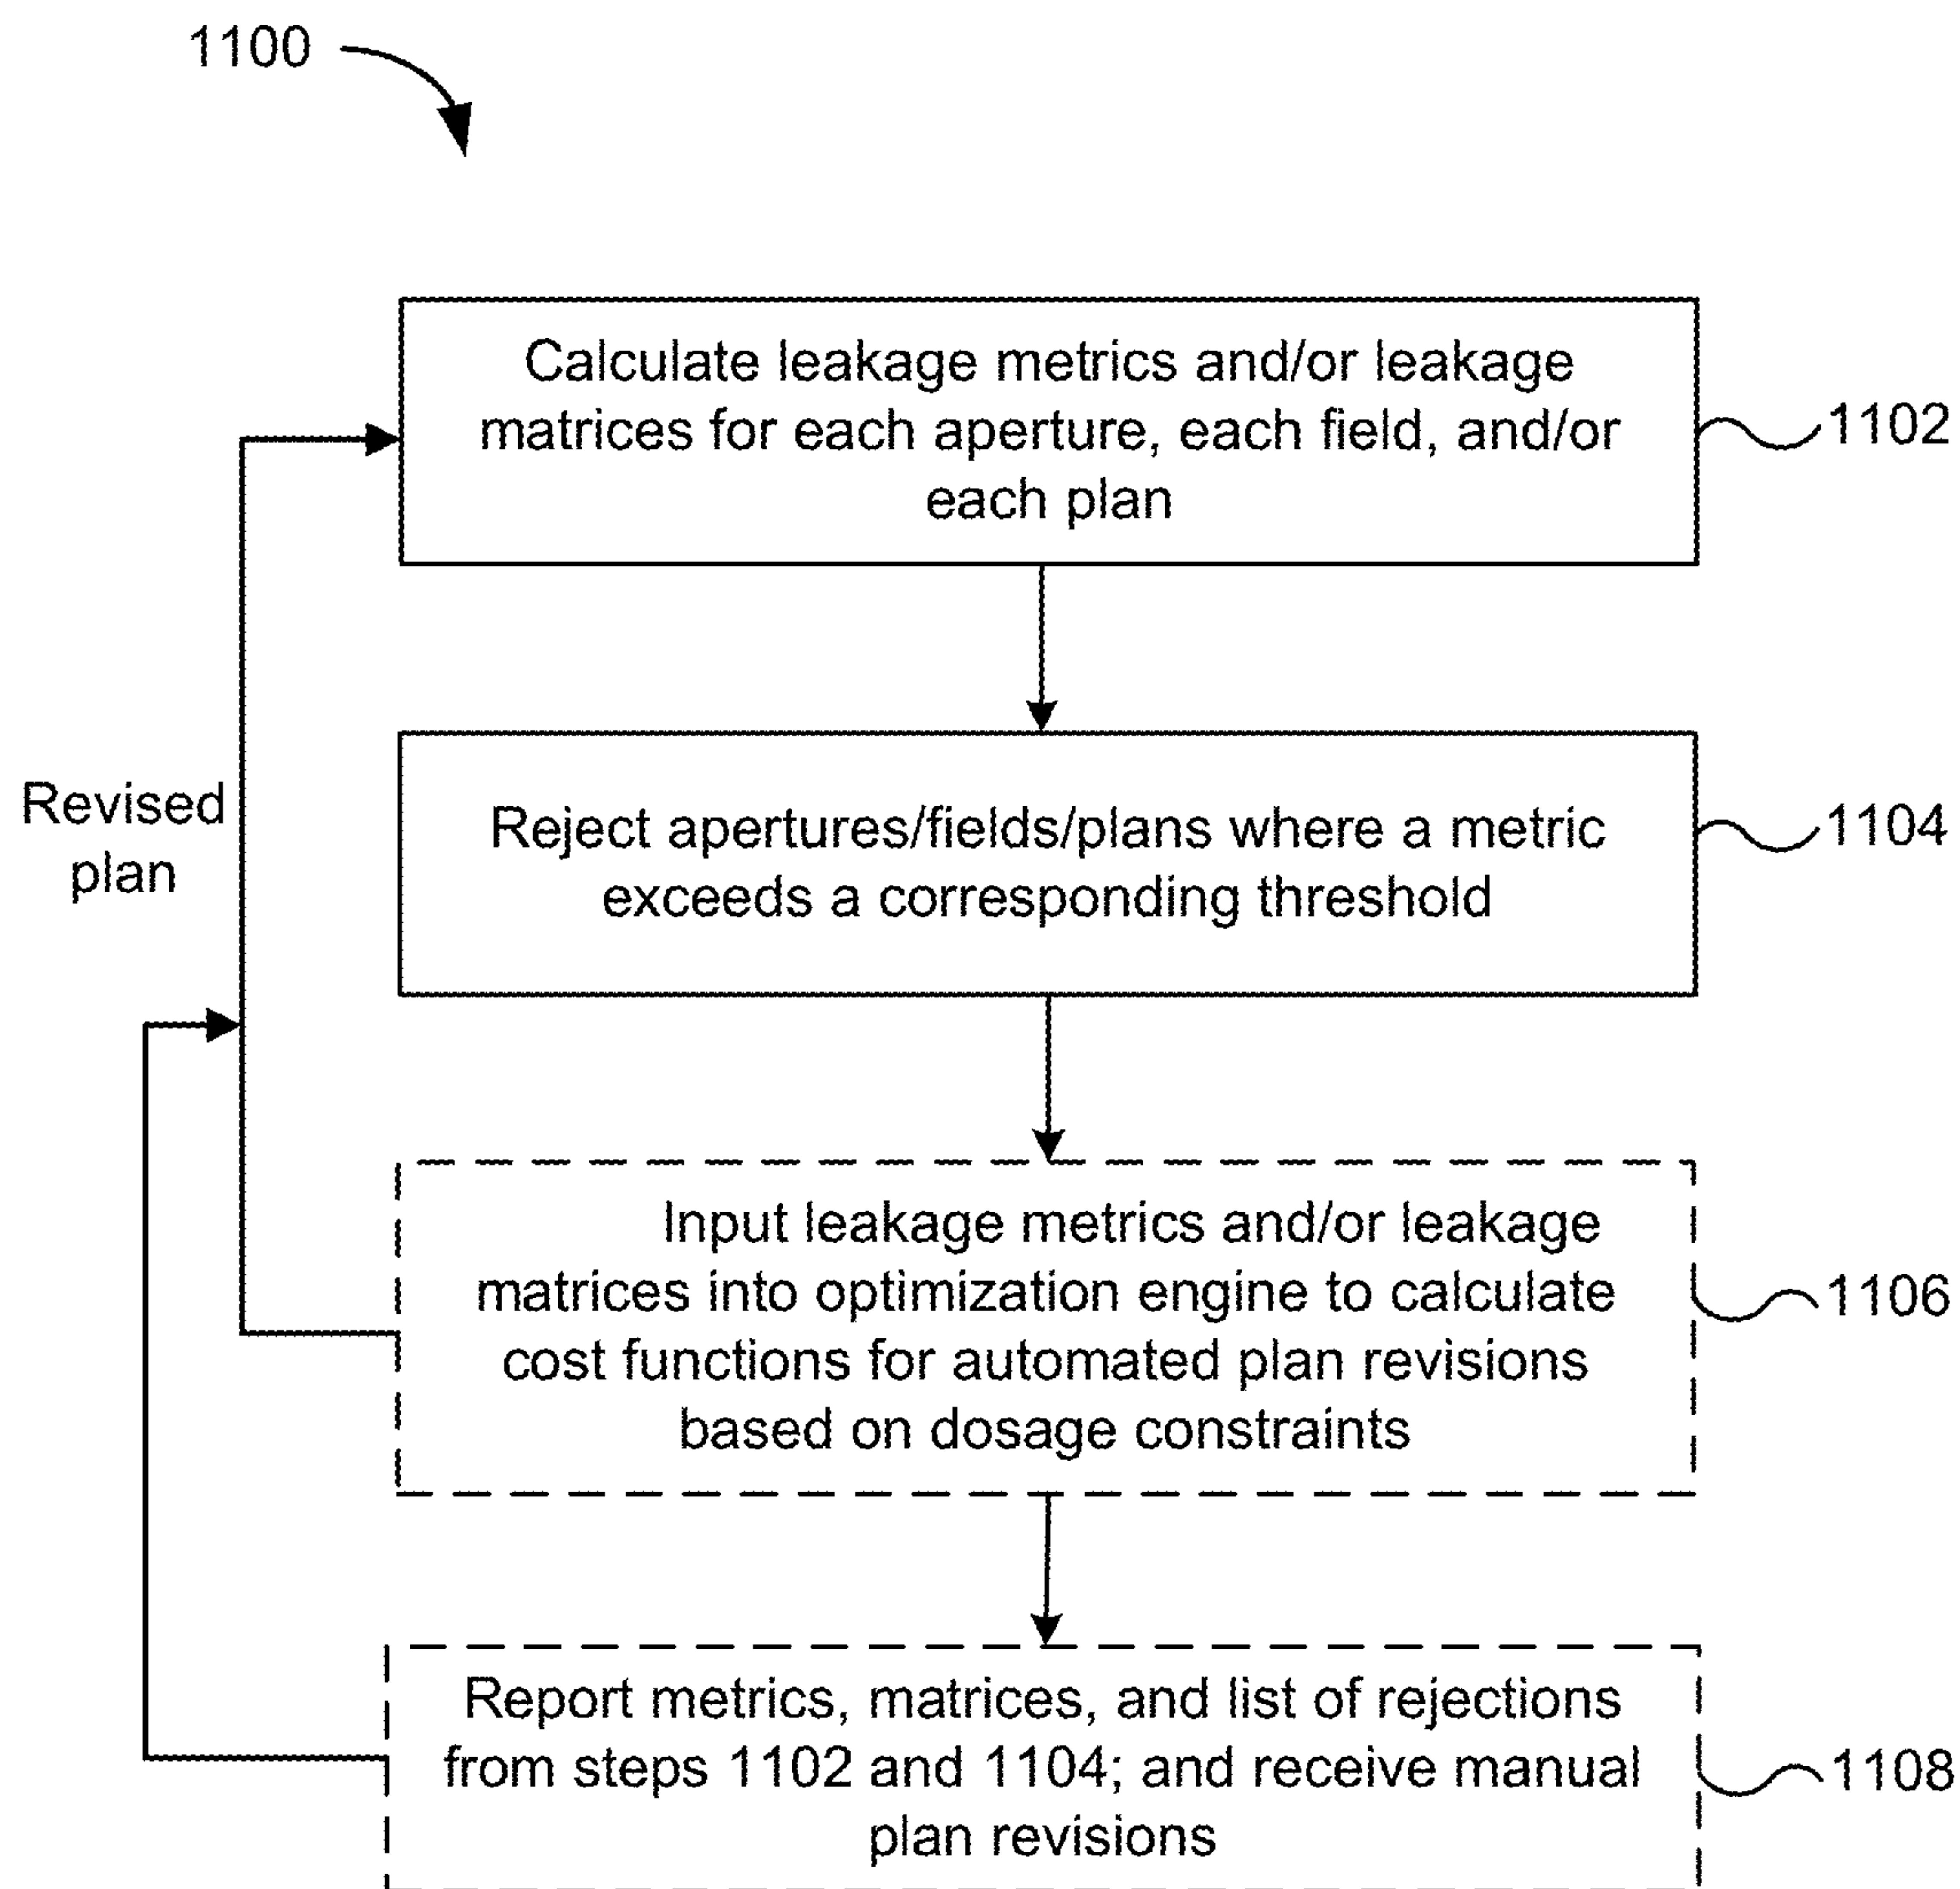 1100
Calculate leakage metrics and/or leakage
matrices for each aperture, each field, and/or
each plan
1102
Revised
plan
Reject apertures/fields/plans where a metric
exceeds a corresponding threshold
1104
Input leakage metrics and/or leakage
matrices into optimization engine to calculate
cost functions for automated plan revisions
based on dosage constraints
1106
Report metrics, matrices, and list of rejections
from steps 1102 and 1104; and receive manual
plan revisions
1108